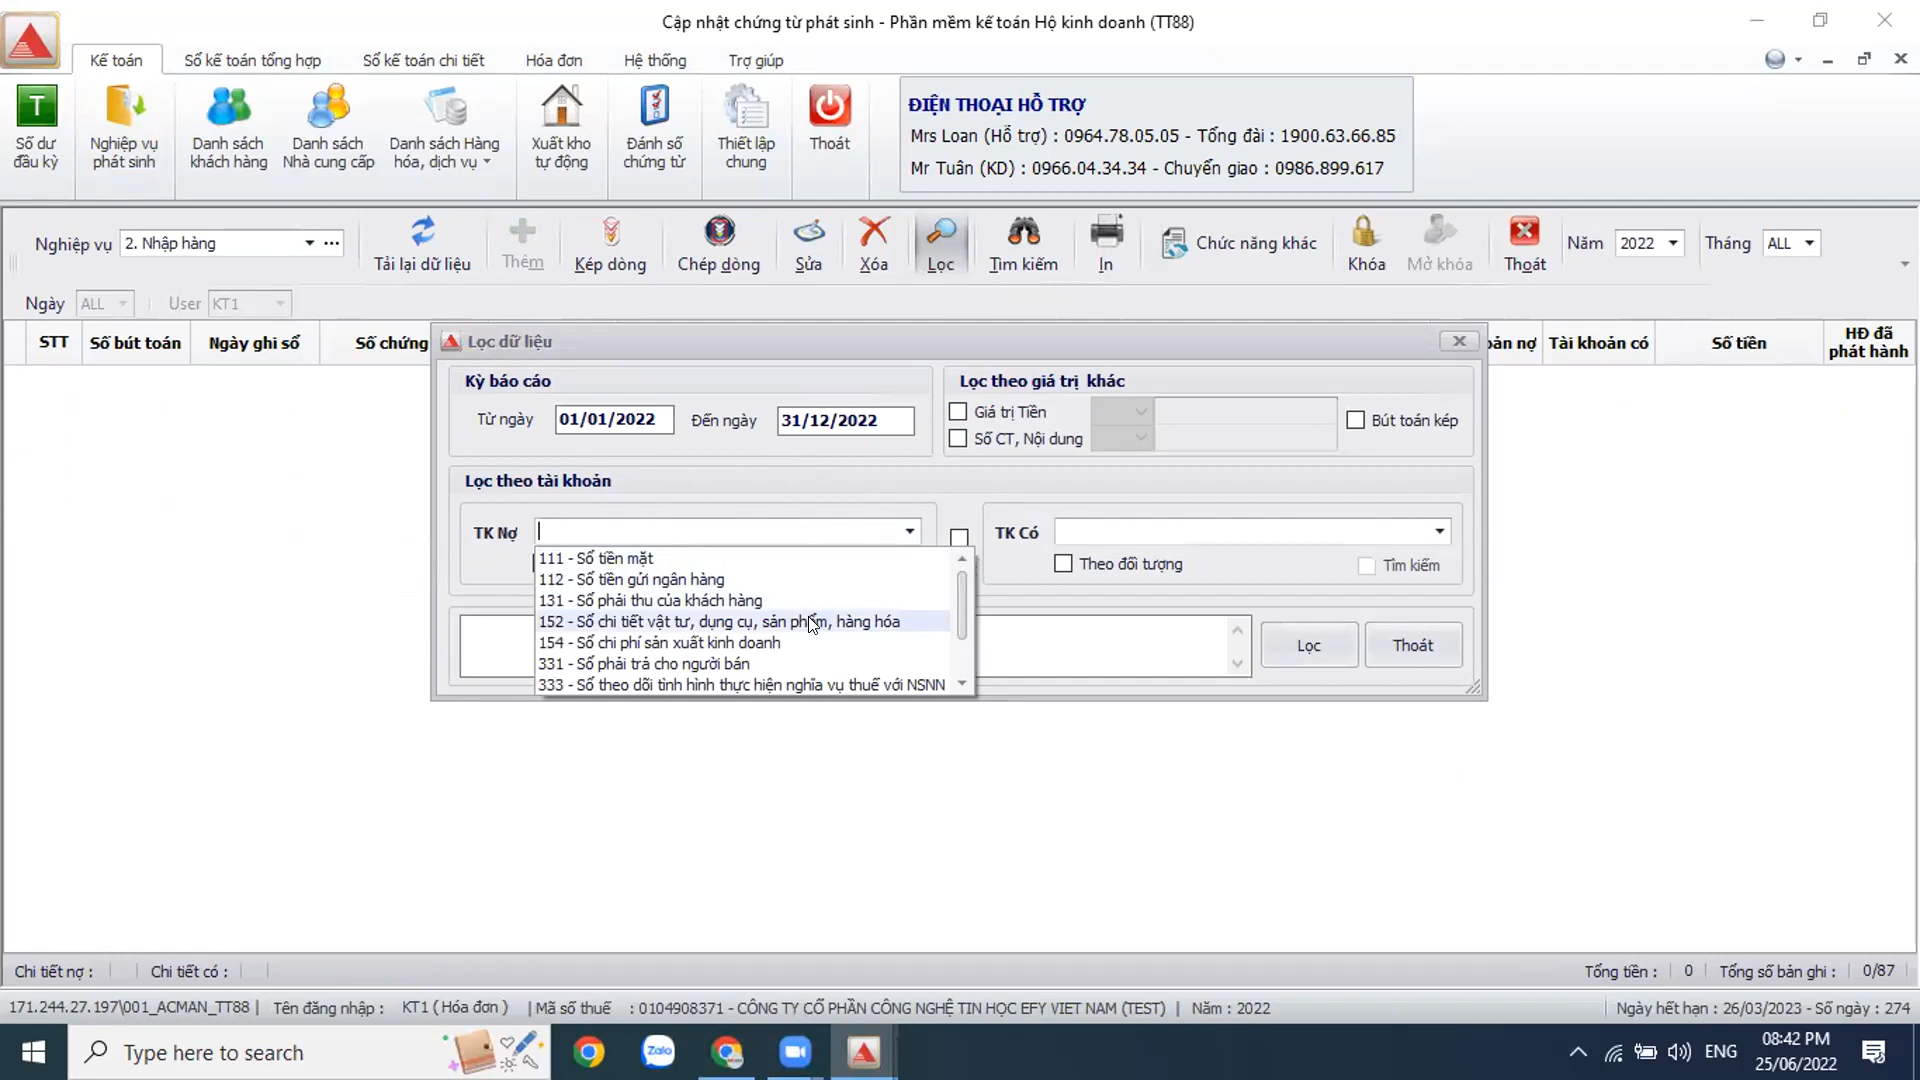 Cập nhật chứng từ phát sinh - Phần mềm kế toán Hộ kinh doanh (TT88)
Kế toán Sổ kế toán tổng hợp Sổ kế toán chi tiết Hóa đơn Hệ thống Trợ giúp
T
Số dư đầu kỳ
Nghiệp vụ phát sinh
Danh sách khách hàng
Danh sách Nhà cung cấp
Danh sách Hàng hóa, dịch vụ
Xuất kho tự động
Đánh số chứng từ
Thiết lập chung
Thoát
ĐIỆN THOẠI HỖ TRỢ
Mrs Loan (Hỗ trợ) : 0964.78.05.05 - Tổng đài : 1900.63.66.85
Mr Tuân (KD) : 0966.04.34.34 - Chuyển giao : 0986.899.617
Nghiệp vụ 2. Nhập hàng Tải lại dữ liệu Thêm Kép dòng Chép dòng Sửa Xóa Lọc Tìm kiếm In Chức năng khác Khóa Mở khóa Thoát Năm 2022 Tháng ALL
Ngày ALL User KT1
STT Số bút toán Ngày ghi sổ Số chứng
oản nợ Tài khoản có Số tiền HĐ đã phát hành
Lọc dữ liệu
Kỳ báo cáo
Từ ngày 01/01/2022 Đến ngày 31/12/2022
Lọc theo giá trị khác
Giá trị Tiền
Số CT, Nội dung
Bút toán kép
Lọc theo tài khoản
TK Nợ
TK Có
Theo đối tượng Tìm kiếm
111 - Sổ tiền mặt
112 - Sổ tiền gửi ngân hàng
131 - Sổ phải thu của khách hàng
152 - Sổ chi tiết vật tư, dụng cụ, sản phẩm, hàng hóa
154 - Sổ chi phí sản xuất kinh doanh
331 - Sổ phải trả cho người bán
333 - Sổ theo dõi tình hình thực hiện nghĩa vụ thuế với NSNN
Lọc Thoát
Chi tiết nợ : Chi tiết có : Tổng tiền : 0 Tổng số bản ghi : 0/87
171.244.27.197\001_ACMAN_TT88 | Tên đăng nhập : KT1 ( Hóa đơn ) | Mã số thuế : 0104908371 - CÔNG TY CỔ PHẦN CÔNG NGHỆ TIN HỌC EFY VIET NAM (TEST) | Năm : 2022 Ngày hết hạn : 26/03/2023 - Số ngày : 274
Type here to search
Zalo
ENG
08:42 PM
25/06/2022